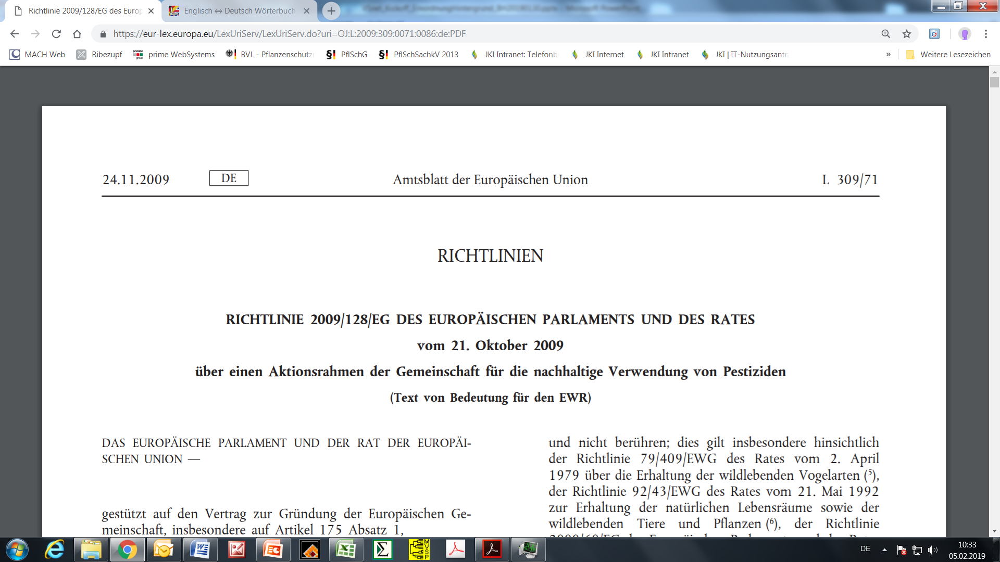 Richtlinie 2009/128/EG des Europ
Englisch ⇔ Deutsch Wörterbuch
https://eur-lex.europa.eu/LexUriServ/LexUriServ.do?uri=OJ:L:2009:309:0071:0086:de:PDF
MACH Web
Ribezupf
prime WebSystems
BVL - Pflanzenschutz
PflSchG
PflSchSachkV 2013
JKI Intranet: Telefonb
JKI Internet
JKI Intranet
JKI | IT-Nutzungsantr
»
Weitere Lesezeichen
24.11.2009
DE
Amtsblatt der Europäischen Union
L 309/71
RICHTLINIEN
RICHTLINIE 2009/128/EG DES EUROPÄISCHEN PARLAMENTS UND DES RATES
vom 21. Oktober 2009
über einen Aktionsrahmen der Gemeinschaft für die nachhaltige Verwendung von Pestiziden
(Text von Bedeutung für den EWR)
DAS EUROPÄISCHE PARLAMENT UND DER RAT DER EUROPÄI-
SCHEN UNION —
gestützt auf den Vertrag zur Gründung der Europäischen Ge-
meinschaft, insbesondere auf Artikel 175 Absatz 1,
und nicht berühren; dies gilt insbesondere hinsichtlich
der Richtlinie 79/409/EWG des Rates vom 2. April
1979 über die Erhaltung der wildlebenden Vogelarten (⁵),
der Richtlinie 92/43/EWG des Rates vom 21. Mai 1992
zur Erhaltung der natürlichen Lebensräume sowie der
wildlebenden Tiere und Pflanzen (⁶), der Richtlinie
MVSP
DE
10:33
05.02.2019